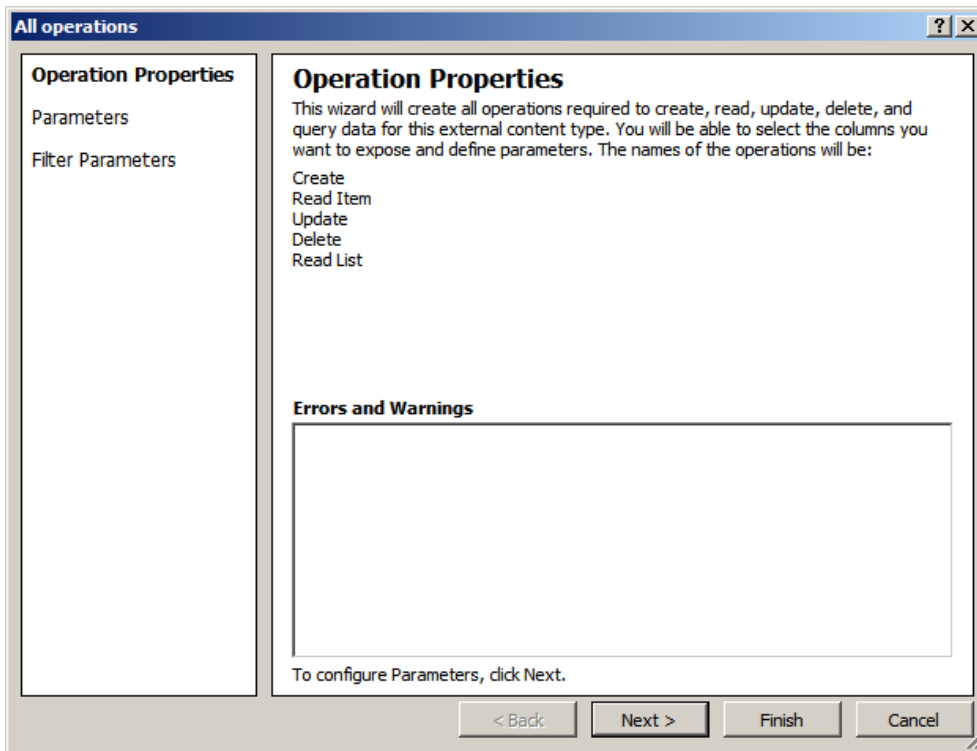 All operations
Operation Properties
Parameters
Filter Parameters
Operation Properties
This wizard will create all operations required to create, read, update, delete, and
query data for this external content type. You will be able to select the columns you
want to expose and define parameters. The names of the operations will be:
Create
Read Item
Update
Delete
Read List
Errors and Warnings
To configure Parameters, click Next.
< Back
Next >
Finish
Cancel